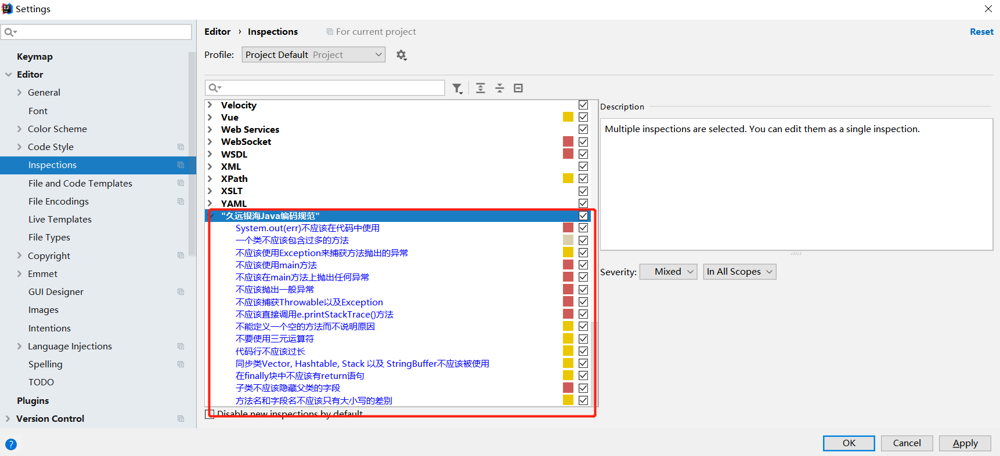 Settings
Editor › Inspections For current project Reset
Profile: Project Default Project
Keymap
Editor
General
Font
Color Scheme
Code Style
Inspections
File and Code Templates
File Encodings
Live Templates
File Types
Copyright
Emmet
GUI Designer
Images
Intentions
Language Injections
Spelling
TODO
Plugins
Version Control
Velocity
Vue
Web Services
WebSocket
WSDL
XML
XPath
XSLT
YAML
"久远银海Java编码规范"
System.out(err)不应该在代码中使用
一个类不应该包含过多的方法
不应该使用Exception来捕获方法抛出的异常
不应该使用main方法
不应该在main方法上抛出任何异常
不应该抛出一般异常
不应该捕获Throwable以及Exception
不应该直接调用e.printStackTrace()方法
不能定义一个空的方法而不说明原因
不要使用三元运算符
代码行不应该过长
同步类Vector, Hashtable, Stack 以及 StringBuffer不应该被使用
在finally块中不应该有return语句
子类不应该隐藏父类的字段
方法名和字段名不应该只有大小写的差别
Disable new inspections by default
Description
Multiple inspections are selected. You can edit them as a single inspection.
Severity: Mixed In All Scopes
?
OK Cancel Apply